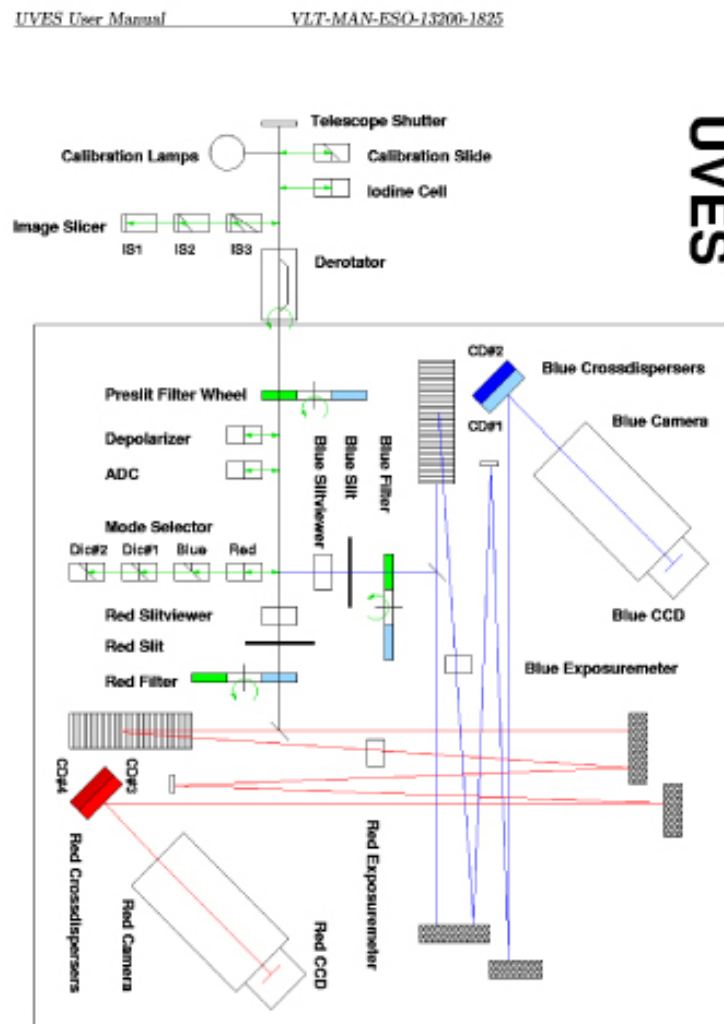 UVES User Manual VLT-MAN-ESO-13200-1825
UVES
Telescope Shutter
Calibration Lamps
Calibration Slide
Iodine Cell
Image Slicer
IS1 IS2 IS3
Derotator
CD#2
Blue Crossdispersers
Preslit Filter Wheel
CD#1
Blue Camera
Depolarizer
ADC
Blue Slitviewer
Blue Slit
Blue Filter
Mode Selector
Dic#2 Dic#1 Blue Red
Red Slitviewer
Blue CCD
Red Slit
Blue Exposuremeter
Red Filter
CD#4
CD#3
Red Crossdispersers
Red Camera
Red CCD
Red Exposuremeter